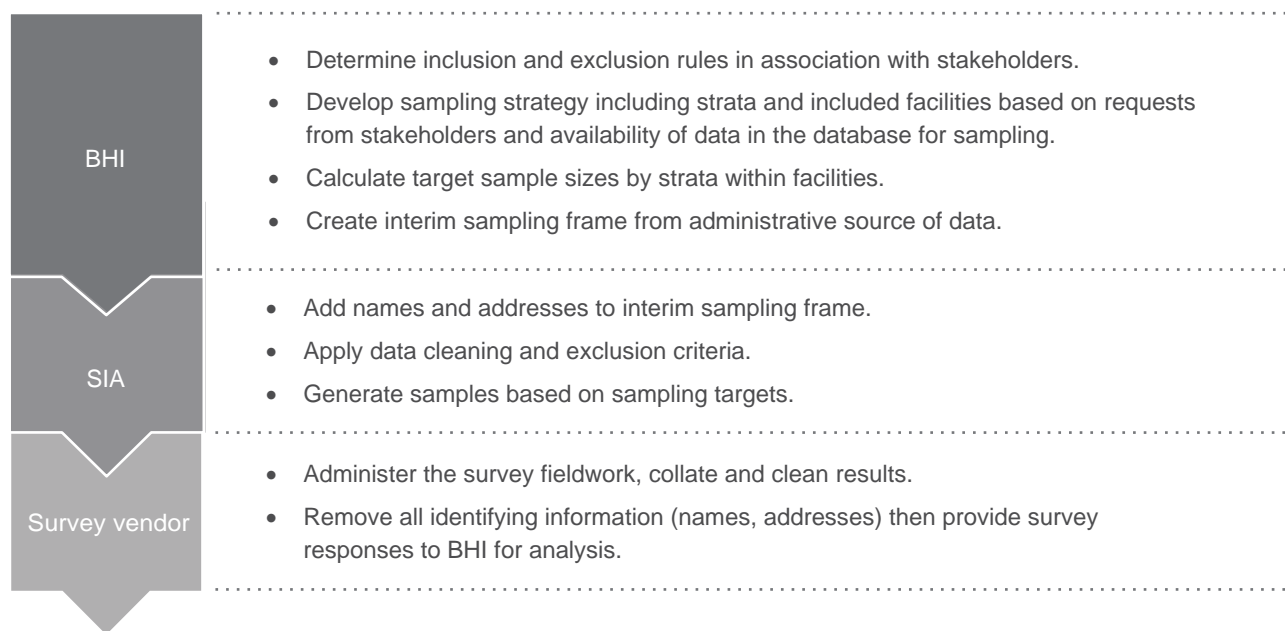 BHI
• Determine inclusion and exclusion rules in association with stakeholders.
• Develop sampling strategy including strata and included facilities based on requests
from stakeholders and availability of data in the database for sampling.
• Calculate target sample sizes by strata within facilities.
• Create interim sampling frame from administrative source of data.
SIA
• Add names and addresses to interim sampling frame.
• Apply data cleaning and exclusion criteria.
• Generate samples based on sampling targets.
Survey vendor
• Administer the survey fieldwork, collate and clean results.
• Remove all identifying information (names, addresses) then provide survey
responses to BHI for analysis.